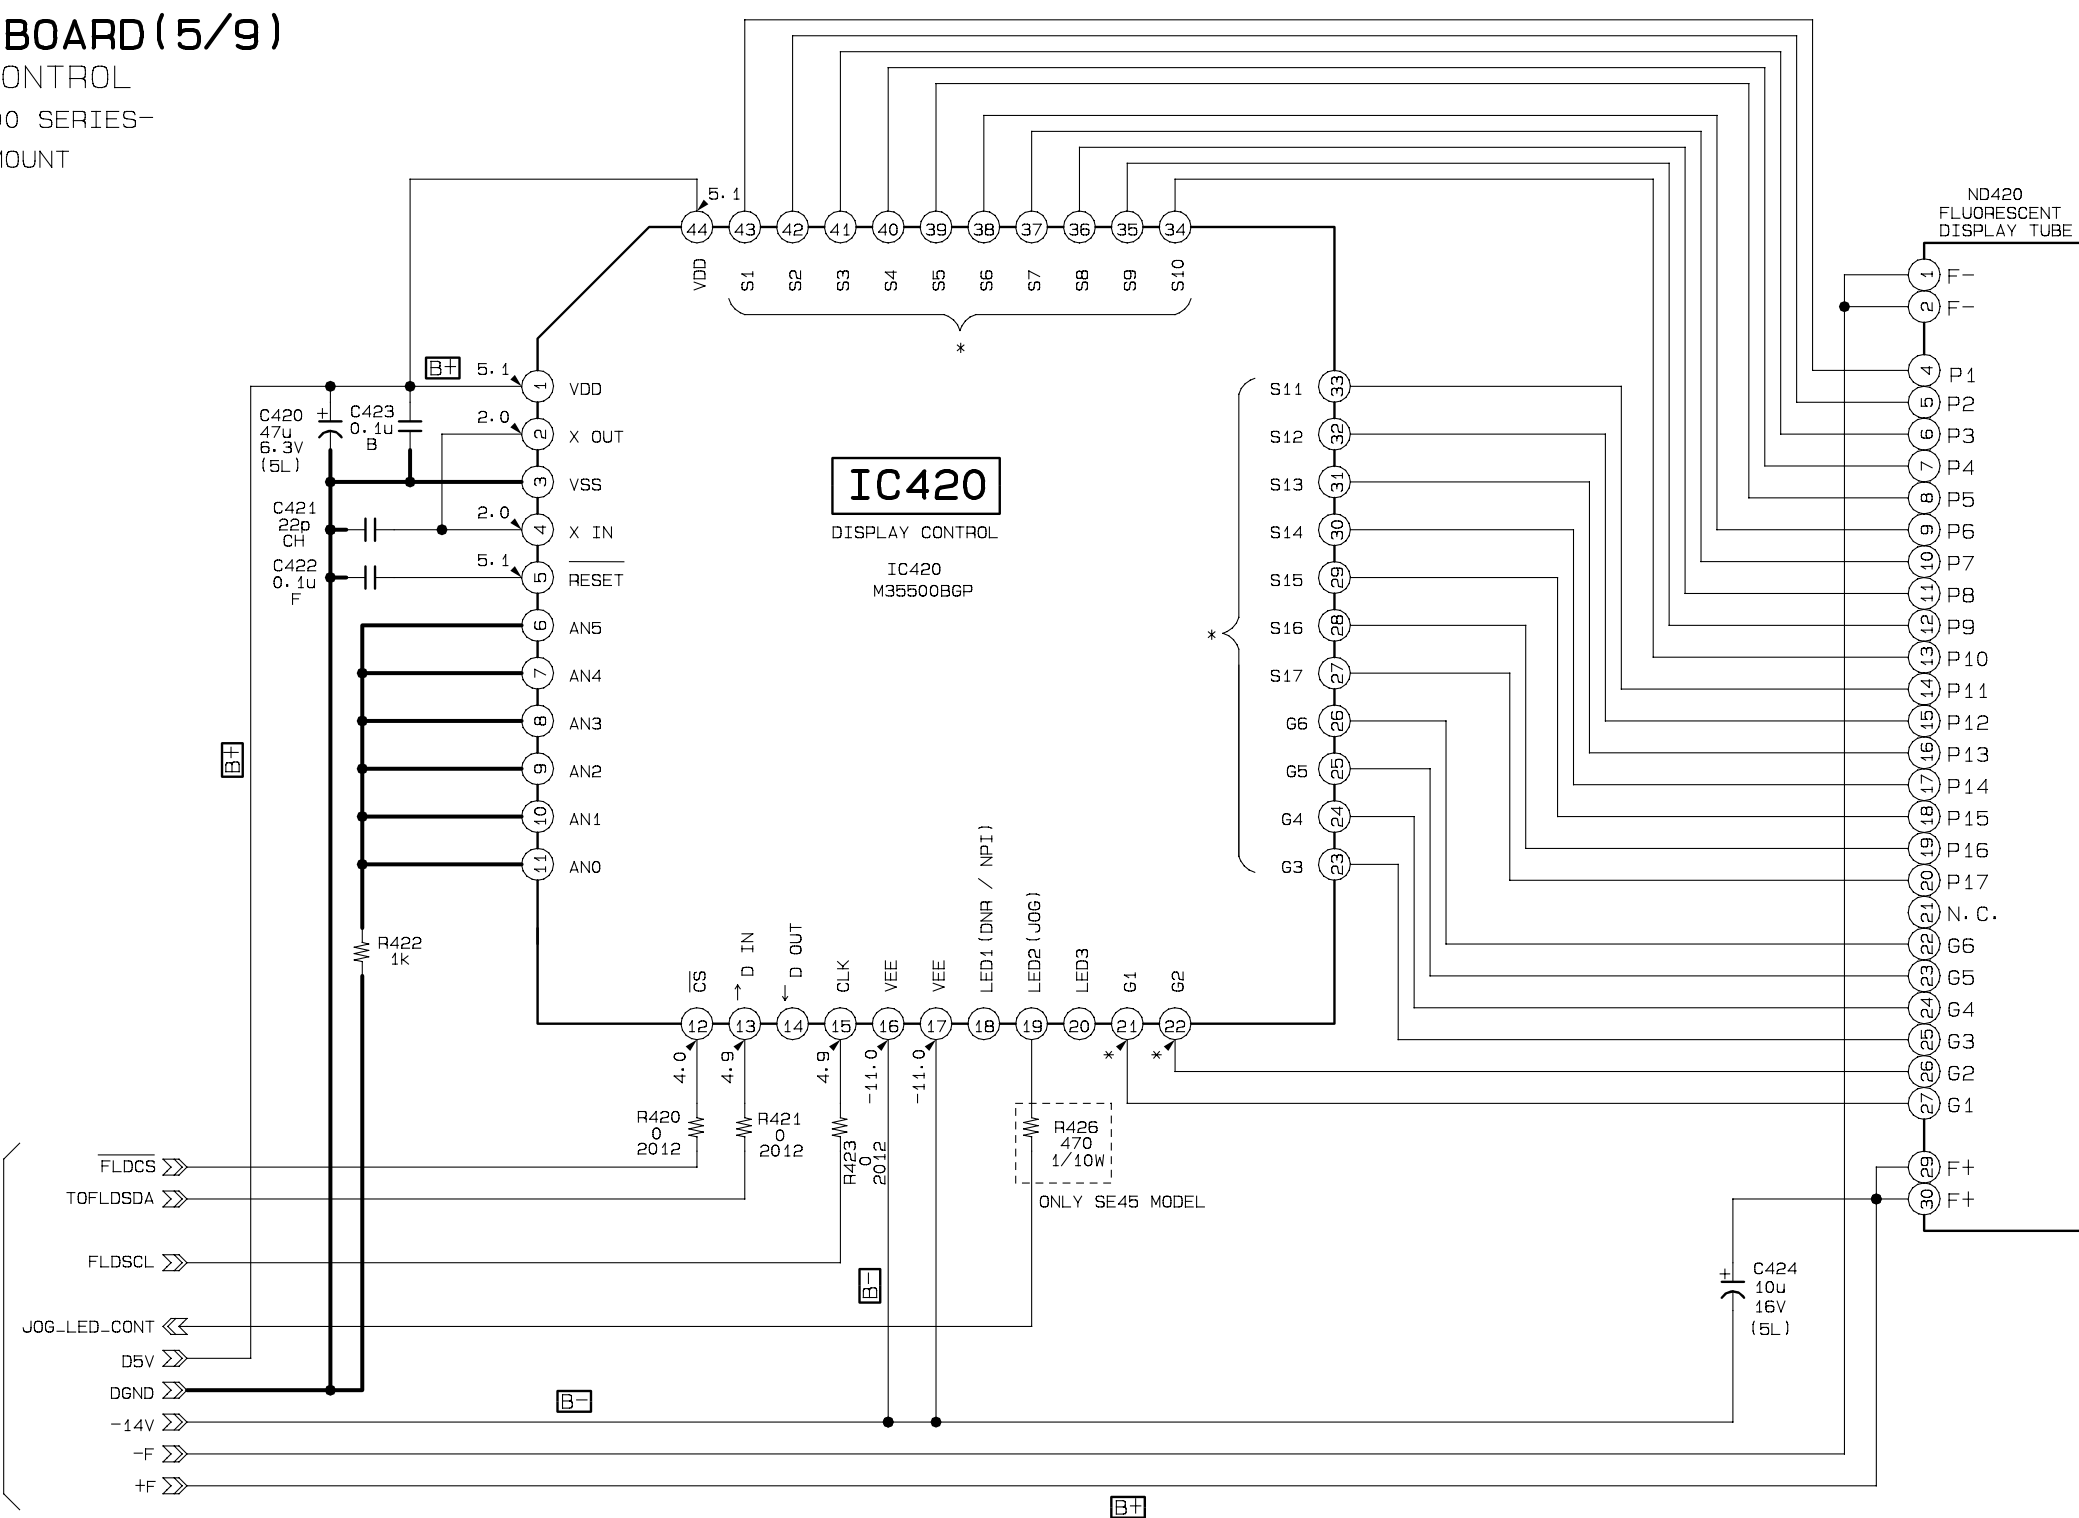 BOARD(5/9)
ONTROL
00 SERIES-
MOUNT
ND420
FLUORESCENT
DISPLAY TUBE
5.1
44 43 42 41 40 39 38 37 36 35 34
VDD S1 S2 S3 S4 S5 S6 S7 S8 S9 S10
*
B+
5.1 1 VDD
2.0 2 X OUT
3 VSS
2.0 4 X IN
5.1 5 RESET
6 AN5
7 AN4
8 AN3
9 AN2
10 AN1
11 AN0
C420
47u
6.3V
(5L)
C423
0.1u
B
C421
22p
CH
C422
0.1u
F
B+
R422
1k
IC420
DISPLAY CONTROL
IC420
M35500BGP
*
S11 33
S12 32
S13 31
S14 30
S15 29
S16 28
S17 27
G6 26
G5 25
G4 24
G3 23
1 F-
2 F-
4 P1
5 P2
6 P3
7 P4
8 P5
9 P6
10 P7
11 P8
12 P9
13 P10
14 P11
15 P12
16 P13
17 P14
18 P15
19 P16
20 P17
21 N.C.
22 G6
23 G5
24 G4
25 G3
26 G2
27 G1
29 F+
30 F+
CS → D IN ← D OUT CLK VEE VEE LED1(DNR / NPI) LED2(JOG) LED3 G1 G2
12 13 14 15 16 17 18 19 20 21 22
4.0 4.9 4.9 -11.0 -11.0 * *
R420
0
2012
R421
0
2012
R423
0
2012
R426
470
1/10W
ONLY SE45 MODEL
FLDCS
TOFLDSDA
FLDSCL
JOG_LED_CONT
D5V
DGND
-14V
-F
+F
B-
B-
B+
C424
10u
16V
(5L)